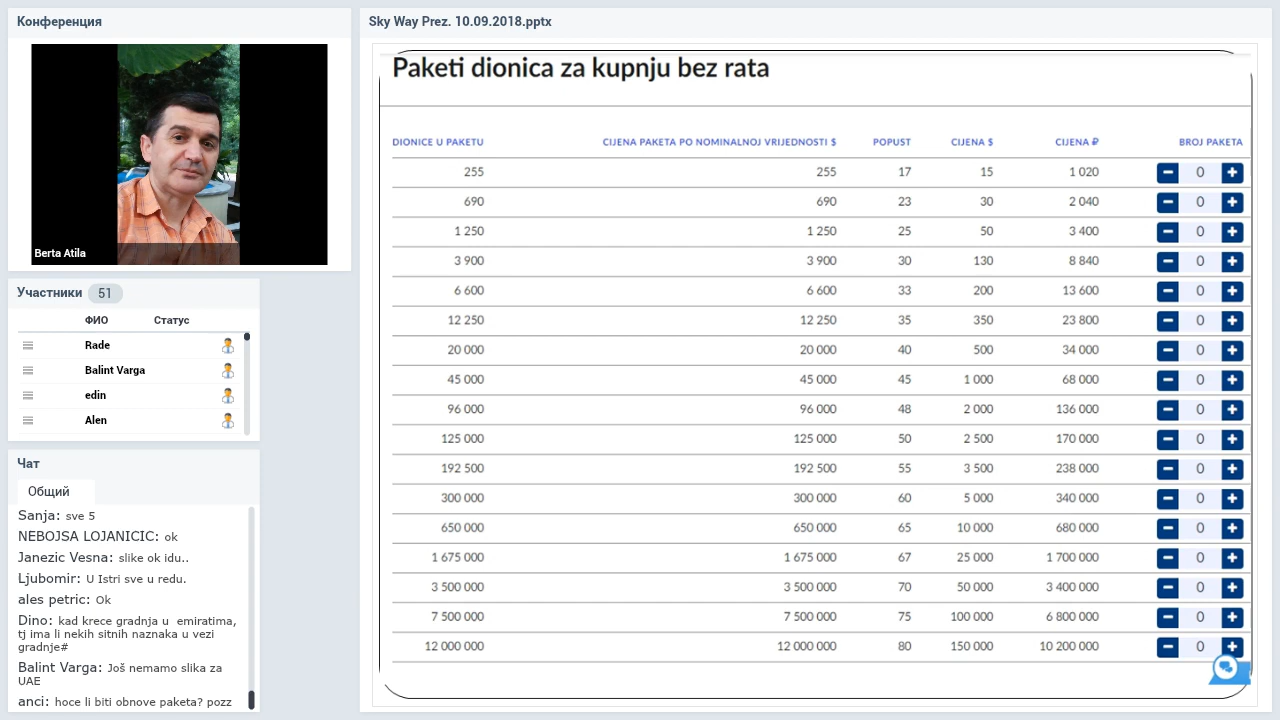 Конференция
Berta Atila
Участники 51
ФИО Статус
Rade
Balint Varga
edin
Alen
Чат
Общий
Sanja: sve 5
NEBOJSA LOJANICIC: ok
Janezic Vesna: slike ok idu..
Ljubomir: U Istri sve u redu.
ales petric: Ok
Dino: kad krece gradnja u emiratima,
tj ima li nekih sitnih naznaka u vezi
gradnje#
Balint Varga: Još nemamo slika za
UAE
anci: hoce li biti obnove paketa? pozz
Sky Way Prez. 10.09.2018.pptx
Paketi dionica za kupnju bez rata
DIONICE U PAKETU CIJENA PAKETA PO NOMINALNOJ VRIJEDNOSTI $ POPUST CIJENA $ CIJENA ₽ BROJ PAKETA
255 255 17 15 1 020 0
690 690 23 30 2 040 0
1 250 1 250 25 50 3 400 0
3 900 3 900 30 130 8 840 0
6 600 6 600 33 200 13 600 0
12 250 12 250 35 350 23 800 0
20 000 20 000 40 500 34 000 0
45 000 45 000 45 1 000 68 000 0
96 000 96 000 48 2 000 136 000 0
125 000 125 000 50 2 500 170 000 0
192 500 192 500 55 3 500 238 000 0
300 000 300 000 60 5 000 340 000 0
650 000 650 000 65 10 000 680 000 0
1 675 000 1 675 000 67 25 000 1 700 000 0
3 500 000 3 500 000 70 50 000 3 400 000 0
7 500 000 7 500 000 75 100 000 6 800 000 0
12 000 000 12 000 000 80 150 000 10 200 000 0